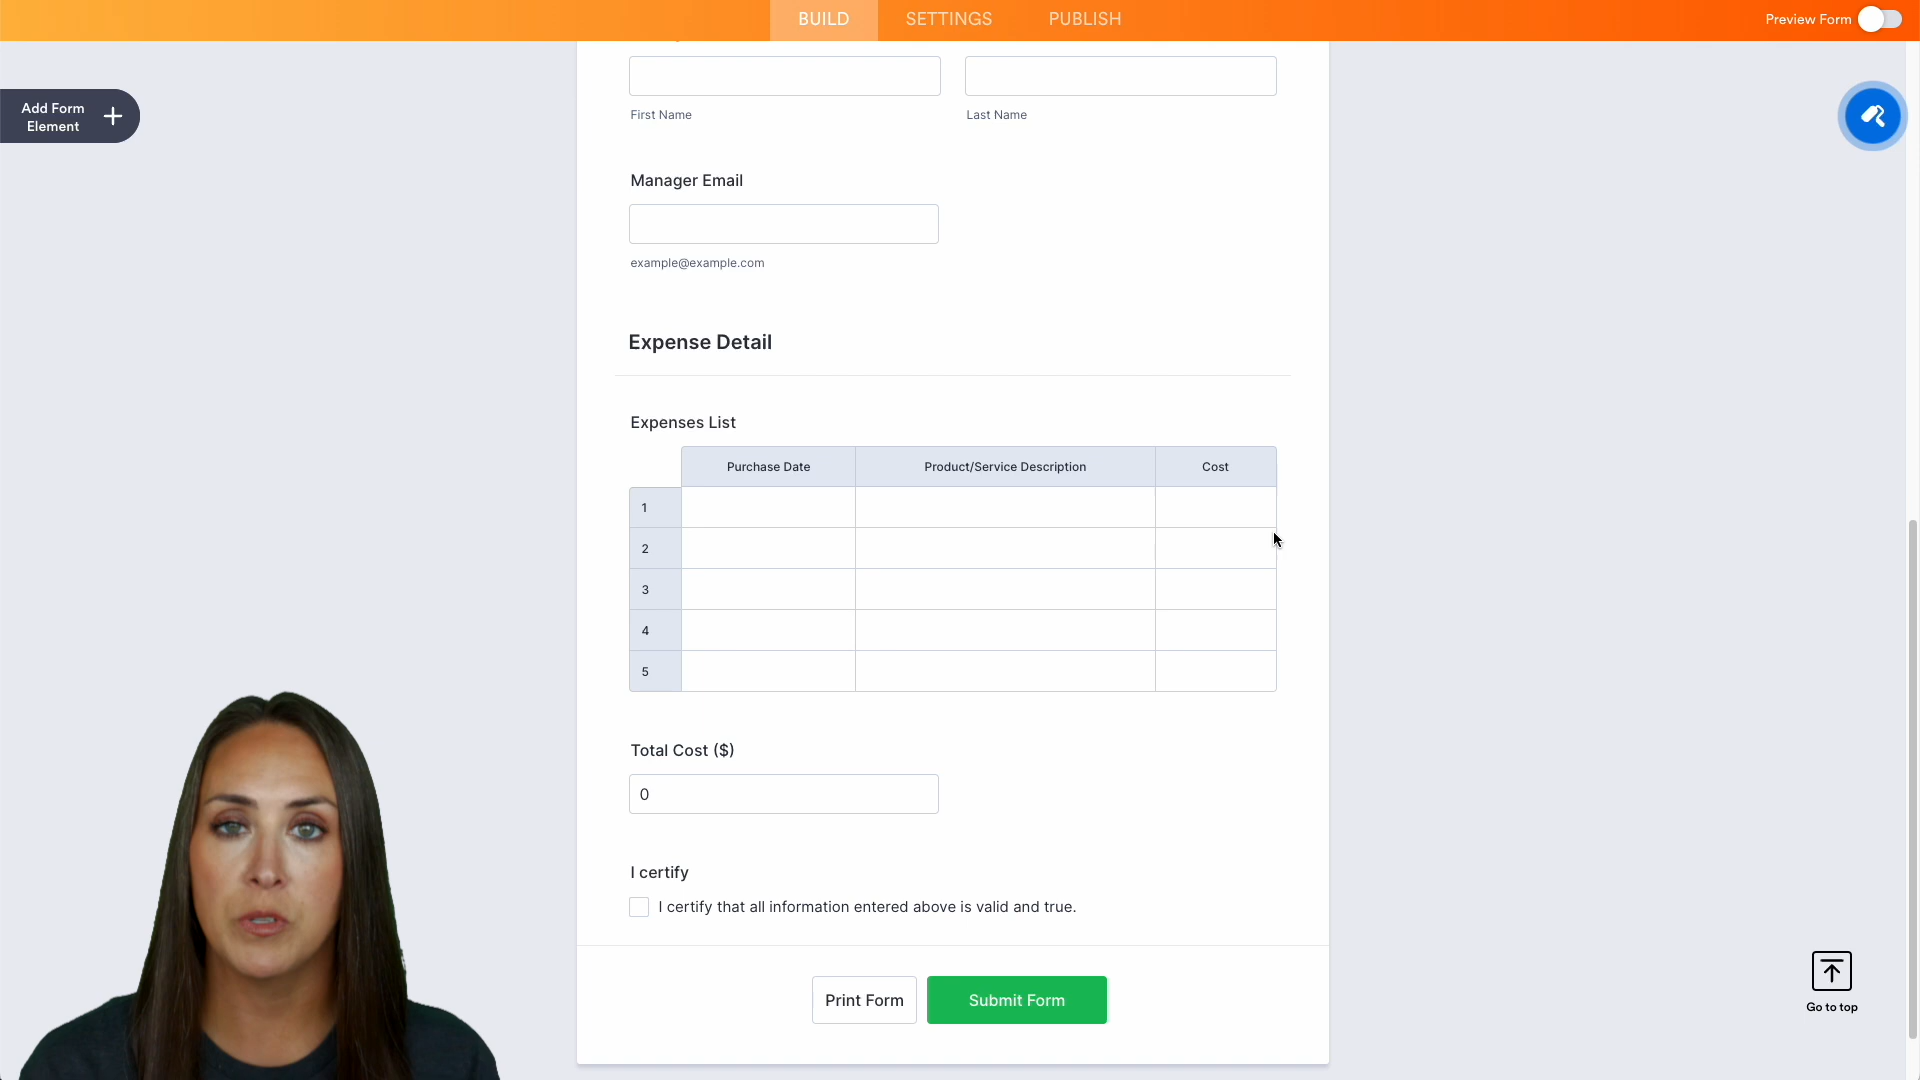 BUILD SETTINGS PUBLISH Preview Form
Add Form
Element
First Name Last Name
Manager Email
example@example.com
Expense Detail
Expenses List
Purchase Date Product/Service Description Cost
1
2
3
4
5
Total Cost ($)
0
I certify
I certify that all information entered above is valid and true.
Print Form Submit Form
Go to top